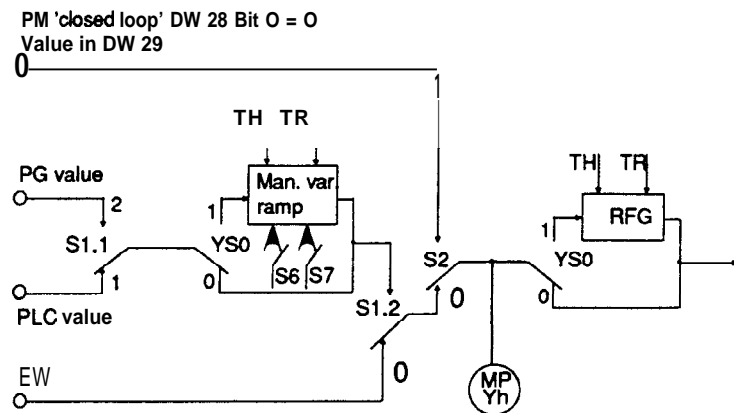 PM 'closed loop' DW 28 Bit O = O
Value in DW 29
0
TH TR
TH TR
PG value
Man. var.
ramp
RFG
2
1
1
S1.1
YS0
S2
YS0
S6 S7
1
0
0
0
S1.2
PLC value
EW
0
MP
Yh